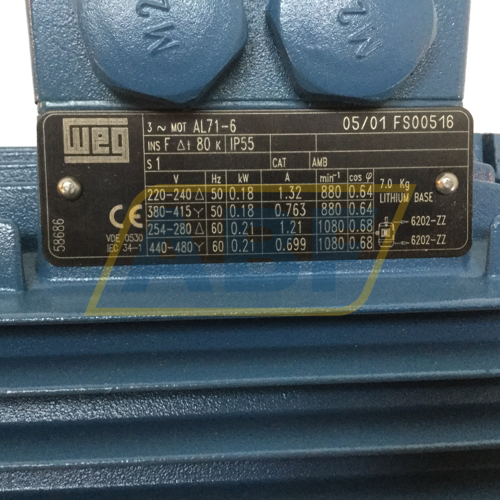 M2
M2
WEG
3 ~ MOT AL71-6 05/01 FS00516
INS F Δt 80 K IP55
S1 CAT AMB
V Hz kW A min⁻¹ cos φ 7.0 Kg
220-240 Δ 50 0.18 1.32 880 0.64 LITHIUM BASE
380-415 Y 50 0.18 0.763 880 0.64
254-280 Δ 60 0.21 1.21 1080 0.68 6202-ZZ
440-480 Y 60 0.21 0.699 1080 0.68 6202-ZZ
CE
VDE 0530
IEC 34-1
58686
ABF